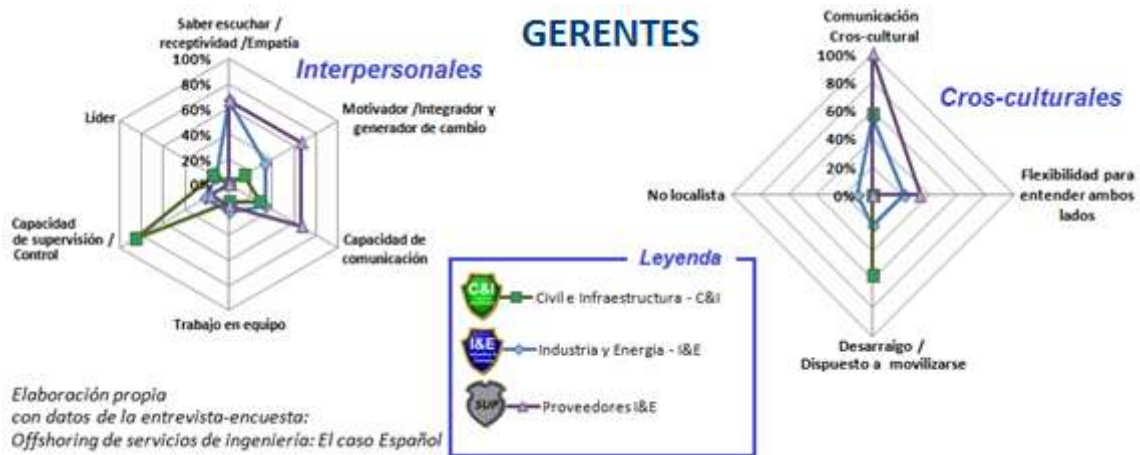 GERENTES
Interpersonales
Saber escuchar /
receptividad /Empatía
100%
80%
60%
40%
20%
0%
Motivador /Integrador y
generador de cambio
Capacidad de
comunicación
Trabajo en equipo
Capacidad
de supervisión /
Control
Líder
Cros-culturales
Comunicación
Cros-cultural
100%
80%
60%
40%
20%
0%
Flexibilidad para
entender ambos
lados
Desarraigo /
Dispuesto a movilizarse
No localista
Leyenda
C&I
Civil e Infraestructura - C&I
I&E
Industria y Energia - I&E
SUP
Proveedores I&E
Elaboración propia
con datos de la entrevista-encuesta:
Offshoring de servicios de ingeniería: El caso Español